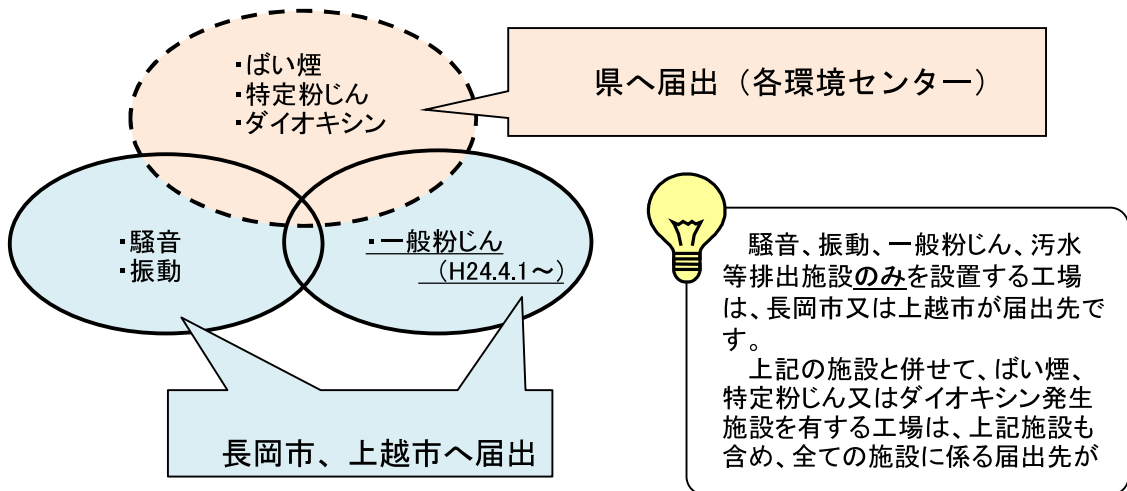 ・ばい煙
・特定粉じん
・ダイオキシン
県へ届出（各環境センター）
・騒音
・振動
・一般粉じん
（H24.4.1～）
長岡市、上越市へ届出
騒音、振動、一般粉じん、汚水
等排出施設のみを設置する工場
は、長岡市又は上越市が届出先で
す。
上記の施設と併せて、ばい煙、
特定粉じん又はダイオキシン発生
施設を有する工場は、上記施設も
含め、全ての施設に係る届出先が